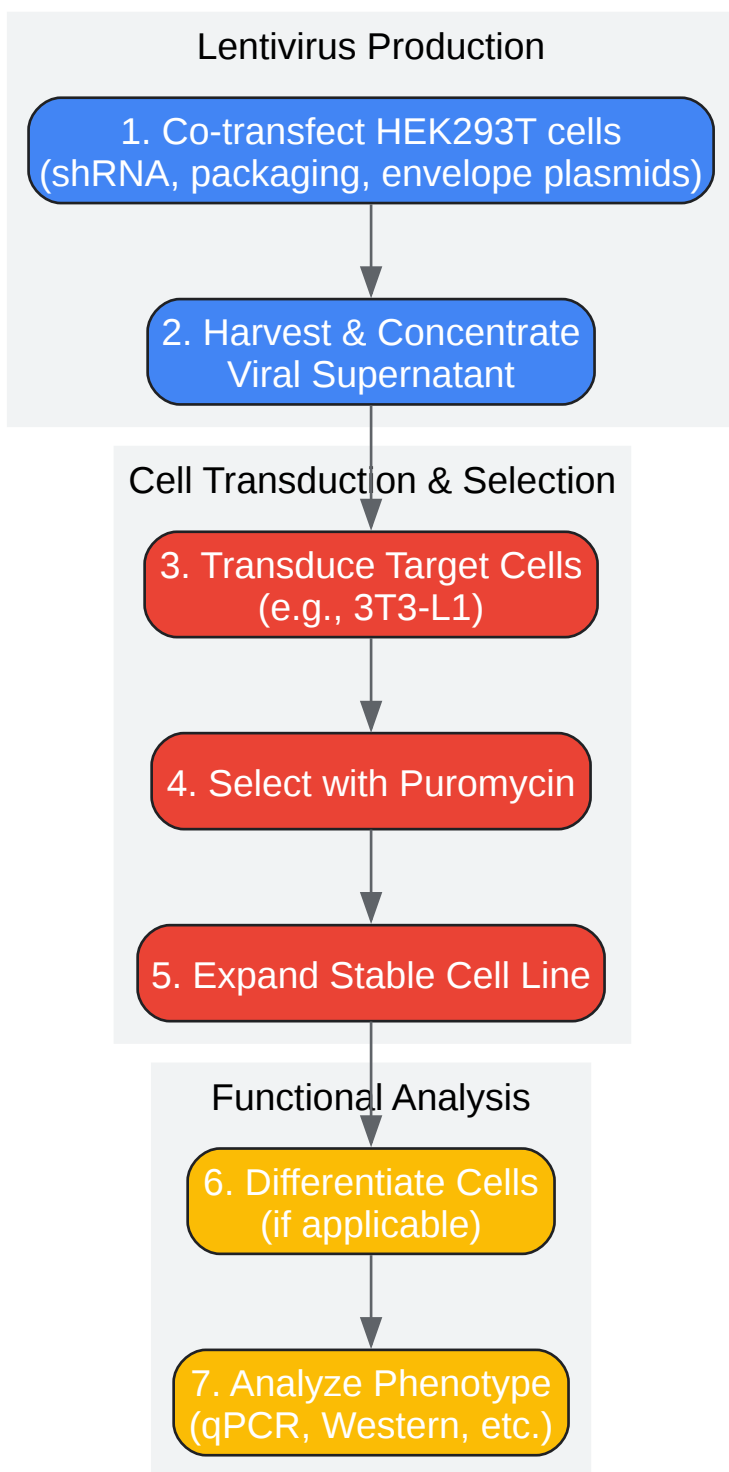 Lentivirus Production
1. Co-transfect HEK293T cells
(shRNA, packaging, envelope plasmids)
2. Harvest & Concentrate
Viral Supernatant
Cell Transduction & Selection
3. Transduce Target Cells
(e.g., 3T3-L1)
4. Select with Puromycin
5. Expand Stable Cell Line
Functional Analysis
6. Differentiate Cells
(if applicable)
7. Analyze Phenotype
(qPCR, Western, etc.)